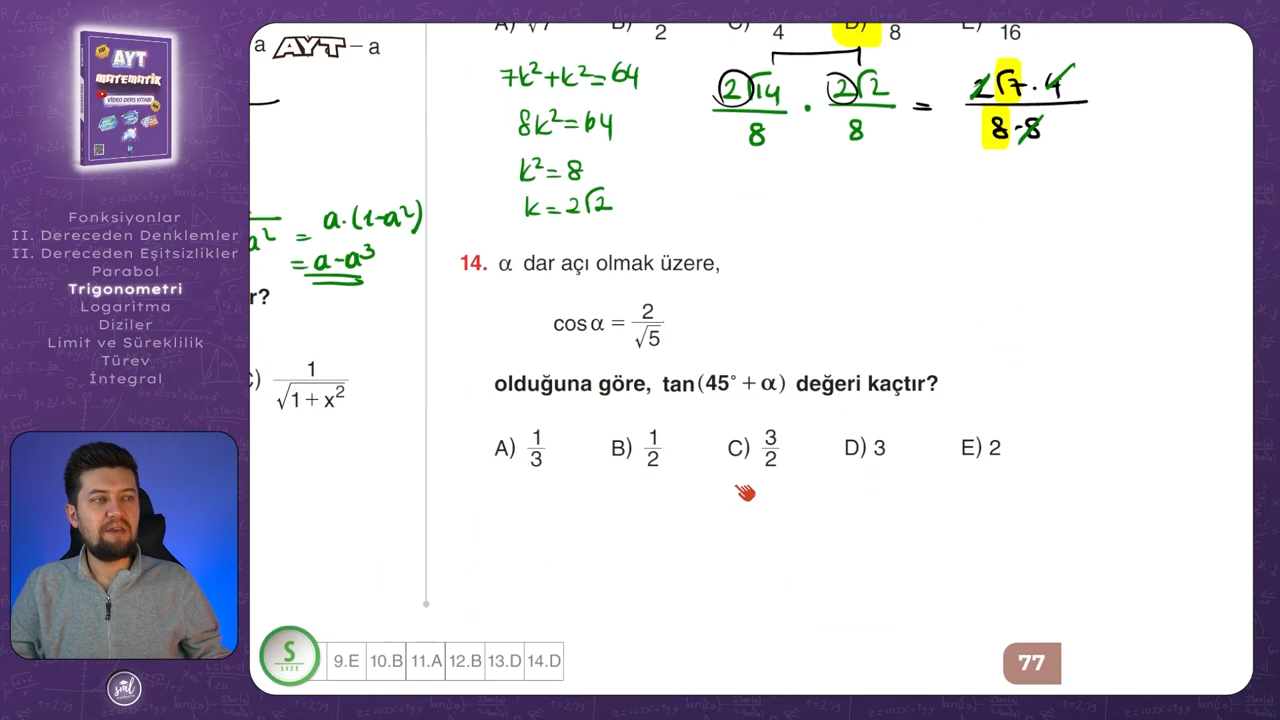 AYT
MATEMATİK
VİDEO DERS KİTABI
Fonksiyonlar
II. Dereceden Denklemler
II. Dereceden Eşitsizlikler
Parabol
Trigonometri
Logaritma
Diziler
Limit ve Süreklilik
Türev
İntegral
a AYT – a
a² = a·(1-a²)
= a-a³
r?
1
√1 + x²
2
4
8
16
7k²+k²=64
8k²=64
k²=8
k=2√2
2√14/8 · 2√2/8 = 2√7·4/8·8
14. α dar açı olmak üzere,
cos α = 2/√5
olduğuna göre, tan(45° + α) değeri kaçtır?
A) 1/3 B) 1/2 C) 3/2 D) 3 E) 2
S
SIZE
9.E 10.B 11.A 12.B 13.D 14.D
77
sml